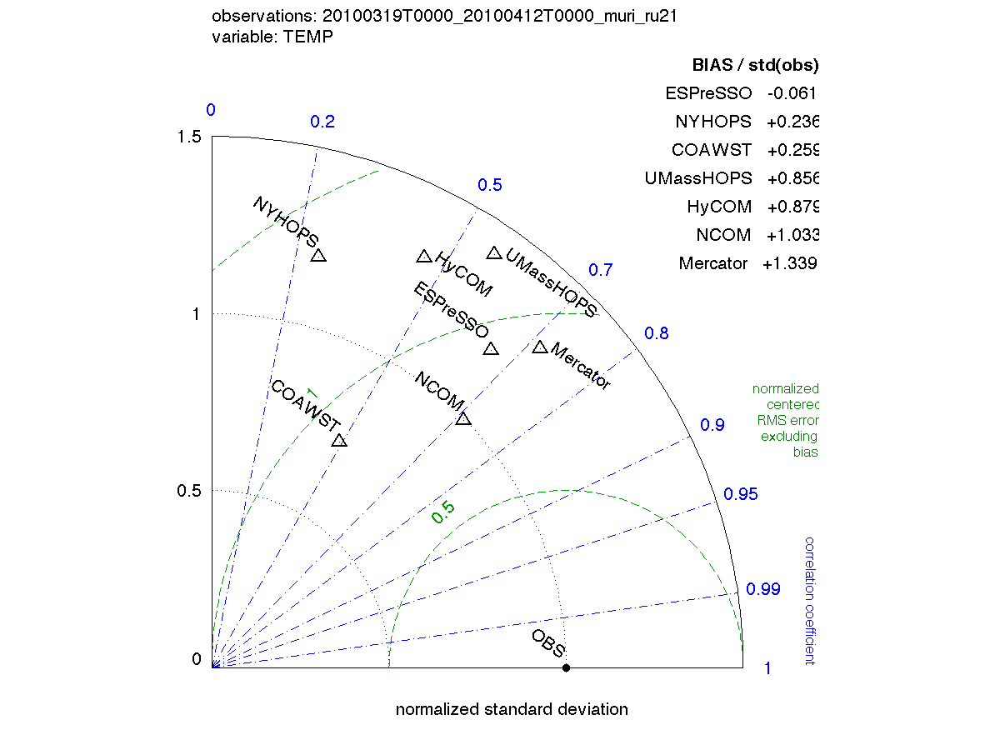 observations: 20100319T0000_20100412T0000_muri_ru21
variable: TEMP
BIAS / std(obs)
ESPreSSO -0.061
NYHOPS +0.236
COAWST +0.259
UMassHOPS +0.856
HyCOM +0.879
NCOM +1.033
Mercator +1.339
0
0.2
1.5
0.5
NYHOPS
HyCOM
UMassHOPS
0.7
ESPreSSO
1
0.8
Mercator
NCOM
COAWST
1
normalized
centered
RMS error
excluding
bias
0.9
0.5
0.95
0.5
correlation coefficient
0.99
OBS
0
1
normalized standard deviation